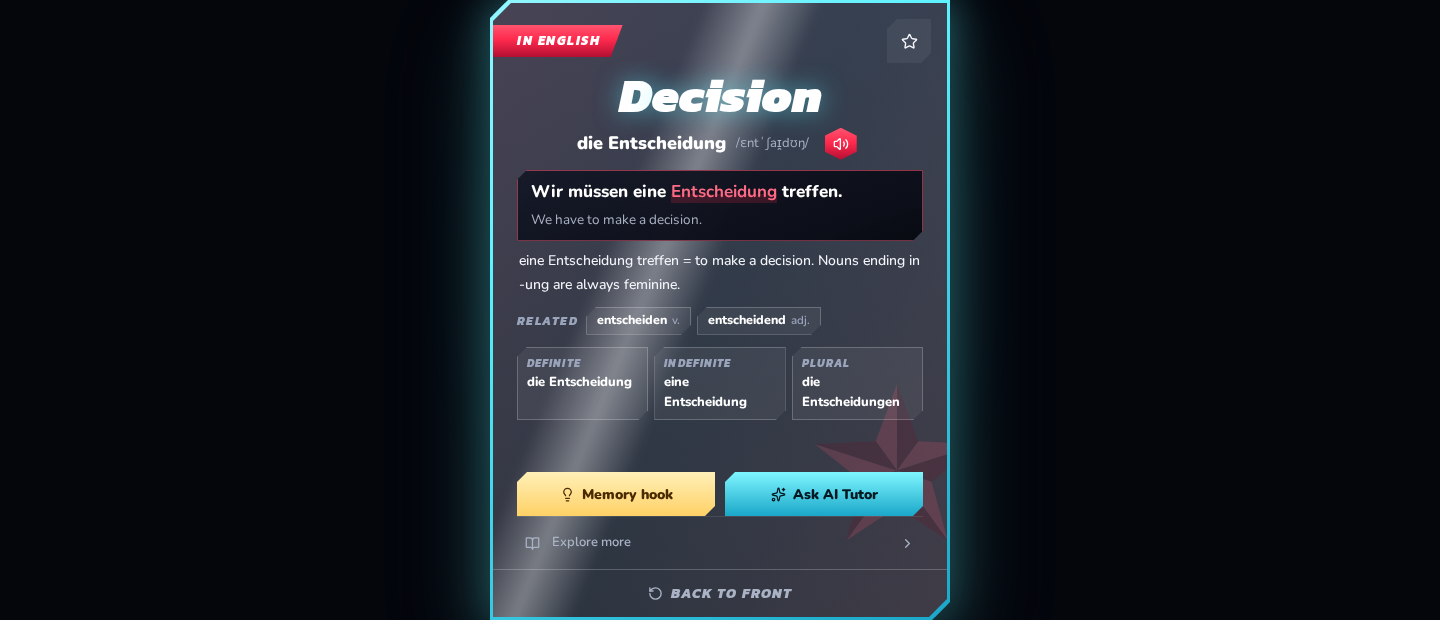 IN ENGLISH
Decision
die Entscheidung /ɛntˈʃaɪ̯dʊŋ/
Wir müssen eine Entscheidung treffen.
We have to make a decision.
eine Entscheidung treffen = to make a decision. Nouns ending in
-ung are always feminine.
RELATED entscheiden v. entscheidend adj.
DEFINITE
die Entscheidung
INDEFINITE
eine
Entscheidung
PLURAL
die
Entscheidungen
Memory hook
Ask AI Tutor
Explore more
BACK TO FRONT